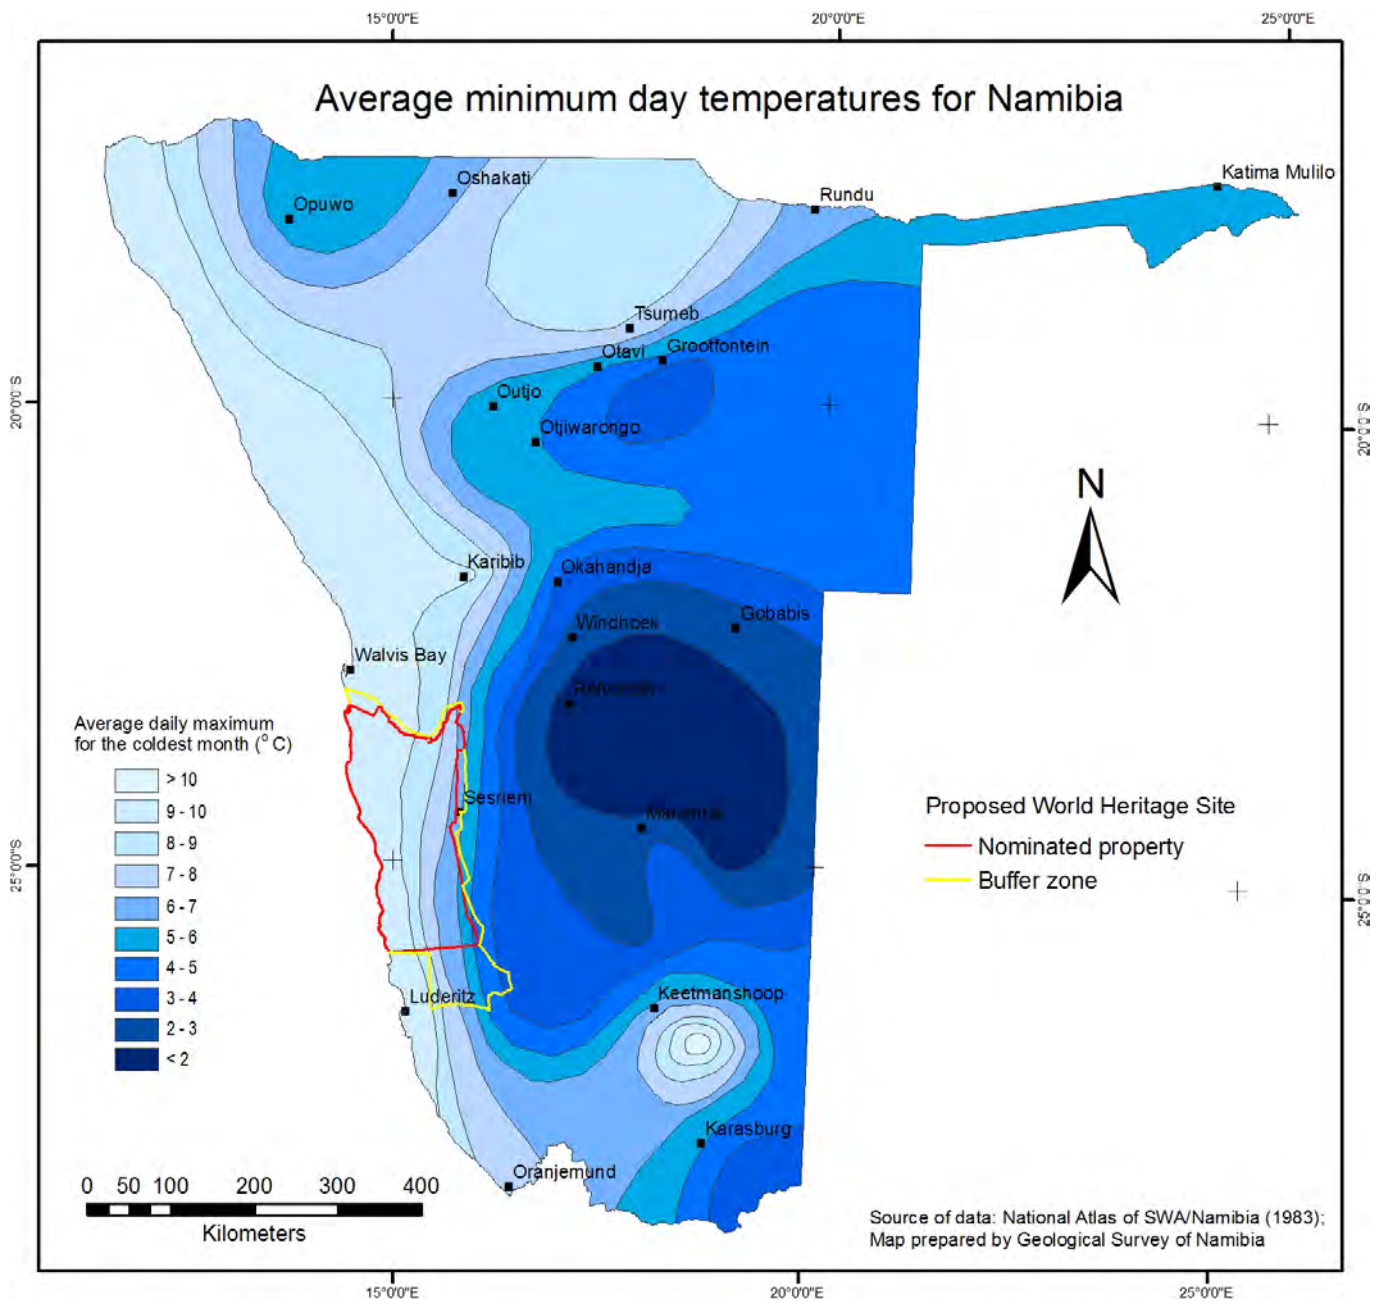 15°0'0"E
20°0'0"E
25°0'0"E
Average minimum day temperatures for Namibia
Katima Mulilo
Oshakati
Rundu
Opuwo
Tsumeb
Otavi
Grootfontein
Outjo
Otjiwarongo
20°0'0"S
20°0'0"S
N
Karibib
Okahandja
Windhoek
Gobabis
Walvis Bay
Average daily maximum
for the coldest month (° C)
> 10
9 - 10
8 - 9
7 - 8
6 - 7
5 - 6
4 - 5
3 - 4
2 - 3
< 2
Sesriem
Proposed World Heritage Site
Nominated property
Buffer zone
25°0'0"S
25°0'0"S
Luderitz
Keetmanshoop
Karasburg
Oranjemund
0 50 100 200 300 400
Kilometers
Source of data: National Atlas of SWA/Namibia (1983);
Map prepared by Geological Survey of Namibia
15°0'0"E
20°0'0"E
25°0'0"E